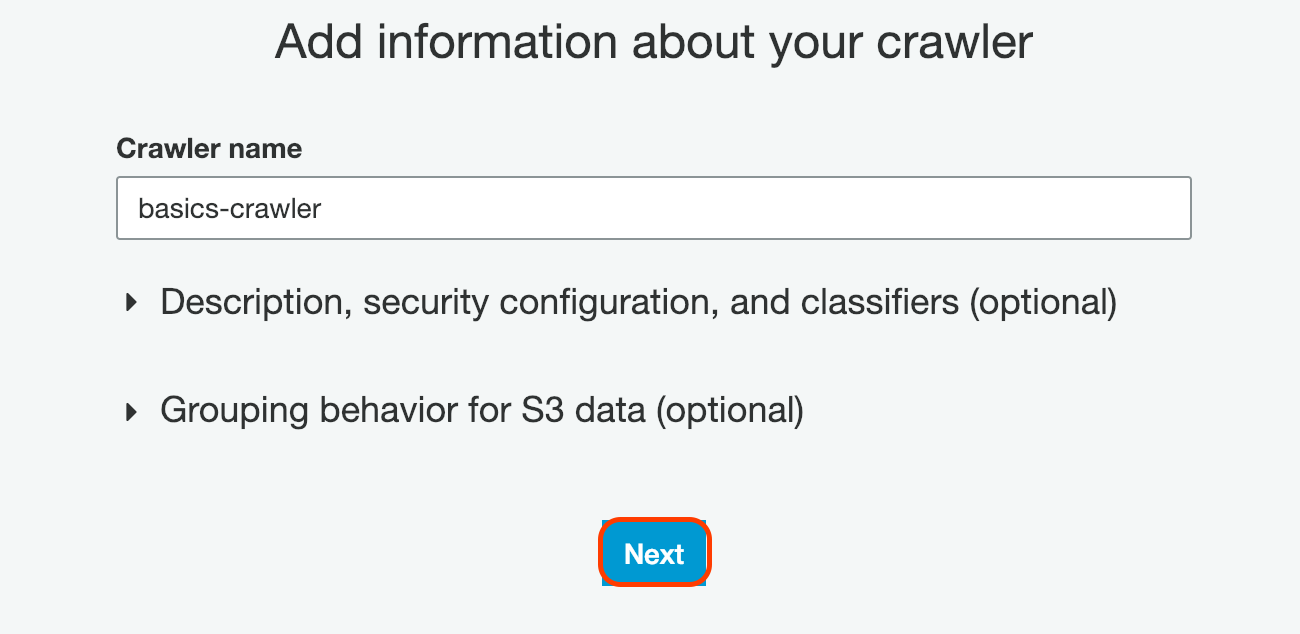 Add information about your crawler
Crawler name
basics-crawler
Description, security configuration, and classifiers (optional)
Grouping behavior for S3 data (optional)
Next